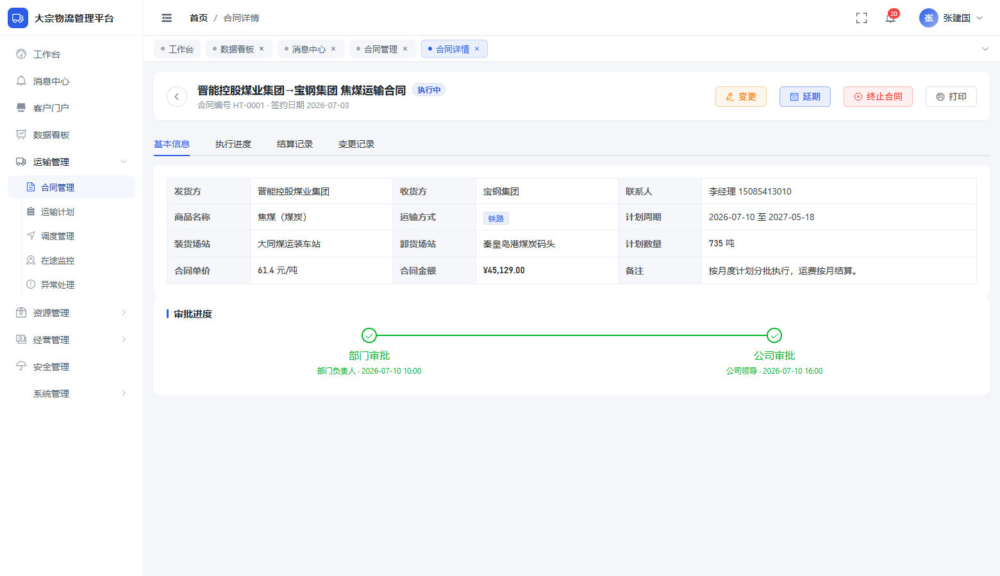 大宗物流管理平台
首页 / 合同详情
20
张 张建国
工作台
数据看板 ×
消息中心 ×
合同管理 ×
合同详情 ×
工作台
消息中心
客户门户
数据看板
运输管理
合同管理
运输计划
调度管理
在途监控
异常处理
资源管理
经营管理
安全管理
系统管理
晋能控股煤业集团→宝钢集团 焦煤运输合同 执行中
合同编号 HT-0001 · 签约日期 2026-07-03
变更 延期 终止合同 打印
基本信息 执行进度 结算记录 变更记录
发货方 晋能控股煤业集团 收货方 宝钢集团 联系人 李经理 15085413010
商品名称 焦煤（煤炭） 运输方式 铁路 计划周期 2026-07-10 至 2027-05-18
装货场站 大同煤运装车站 卸货场站 秦皇岛港煤炭码头 计划数量 735 吨
合同单价 61.4 元/吨 合同金额 ¥45,129.00 备注 按月度计划分批执行，运费按月结算。
审批进度
部门审批 公司审批
部门负责人 · 2026-07-10 10:00 公司领导 · 2026-07-10 16:00